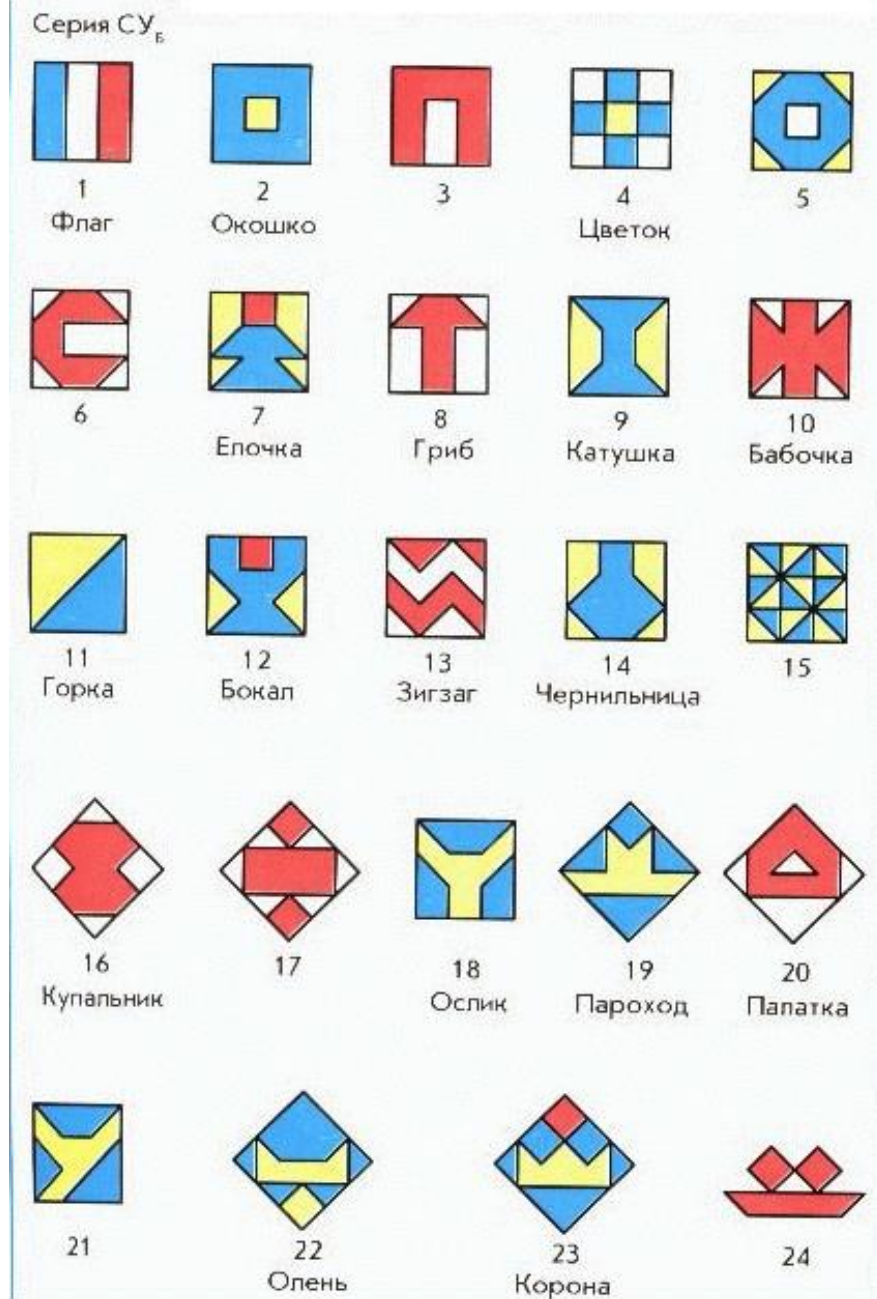 Серия СУБ
1 2 3 4 5
Флаг Окошко Цветок
6 7 8 9 10
Елочка Гриб Катушка Бабочка
11 12 13 14 15
Горка Бокал Зигзаг Чернильница
16 17 18 19 20
Купальник Ослик Пароход Палатка
21 22 23 24
Олень Корона